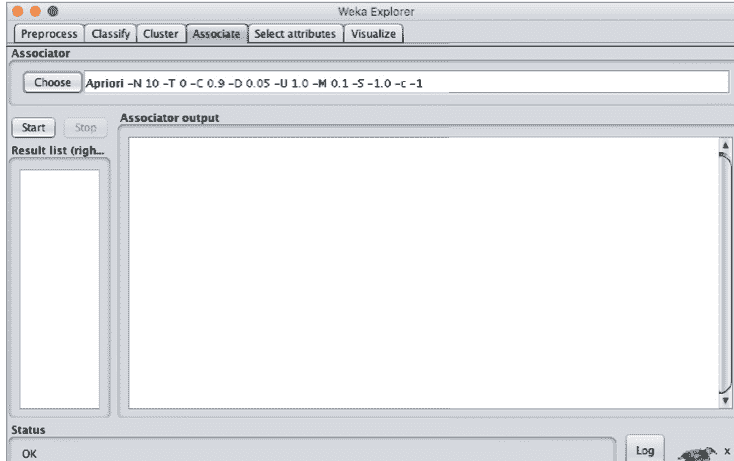 Weka Explorer
Preprocess Classify Cluster Associate Select attributes Visualize
Associator
Choose Apriori -N 10 -T 0 -C 0.9 -D 0.05 -U 1.0 -M 0.1 -S -1.0 -c -1
Start Stop
Associator output
Result list (righ...
Status
OK
Log
x